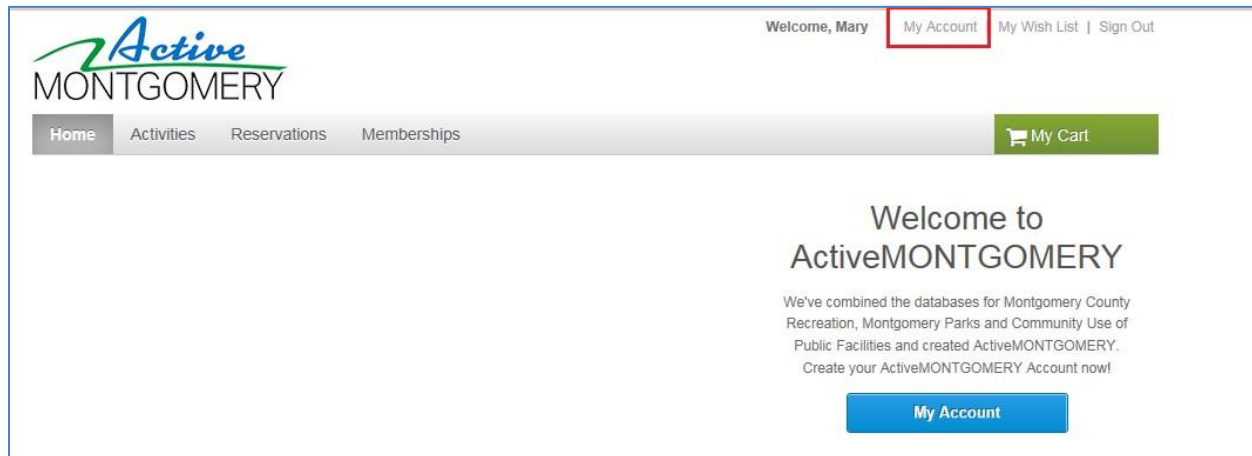 Active
MONTGOMERY
Welcome, Mary My Account My Wish List | Sign Out
Home Activities Reservations Memberships My Cart
Welcome to
ActiveMONTGOMERY
We've combined the databases for Montgomery County
Recreation, Montgomery Parks and Community Use of
Public Facilities and created ActiveMONTGOMERY.
Create your ActiveMONTGOMERY Account now!
My Account